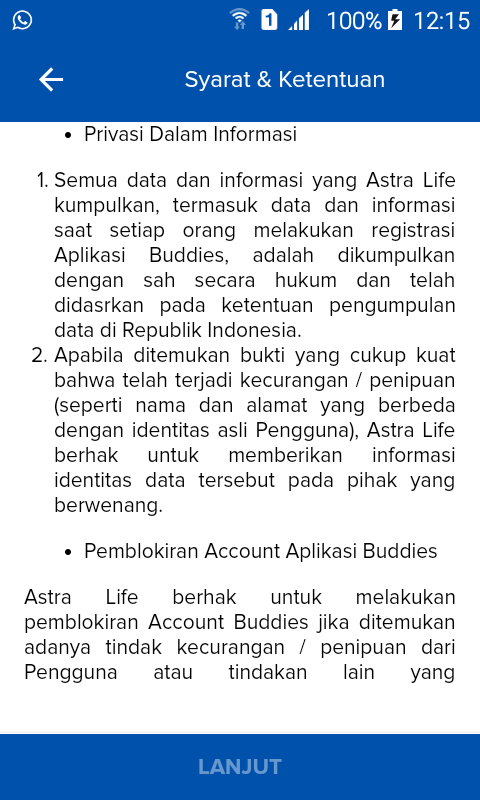 1 100% 12:15
Syarat & Ketentuan
• Privasi Dalam Informasi
1. Semua data dan informasi yang Astra Life
kumpulkan, termasuk data dan informasi
saat setiap orang melakukan registrasi
Aplikasi Buddies, adalah dikumpulkan
dengan sah secara hukum dan telah
didasrkan pada ketentuan pengumpulan
data di Republik Indonesia.
2. Apabila ditemukan bukti yang cukup kuat
bahwa telah terjadi kecurangan / penipuan
(seperti nama dan alamat yang berbeda
dengan identitas asli Pengguna), Astra Life
berhak untuk memberikan informasi
identitas data tersebut pada pihak yang
berwenang.
• Pemblokiran Account Aplikasi Buddies
Astra Life berhak untuk melakukan
pemblokiran Account Buddies jika ditemukan
adanya tindak kecurangan / penipuan dari
Pengguna atau tindakan lain yang
LANJUT